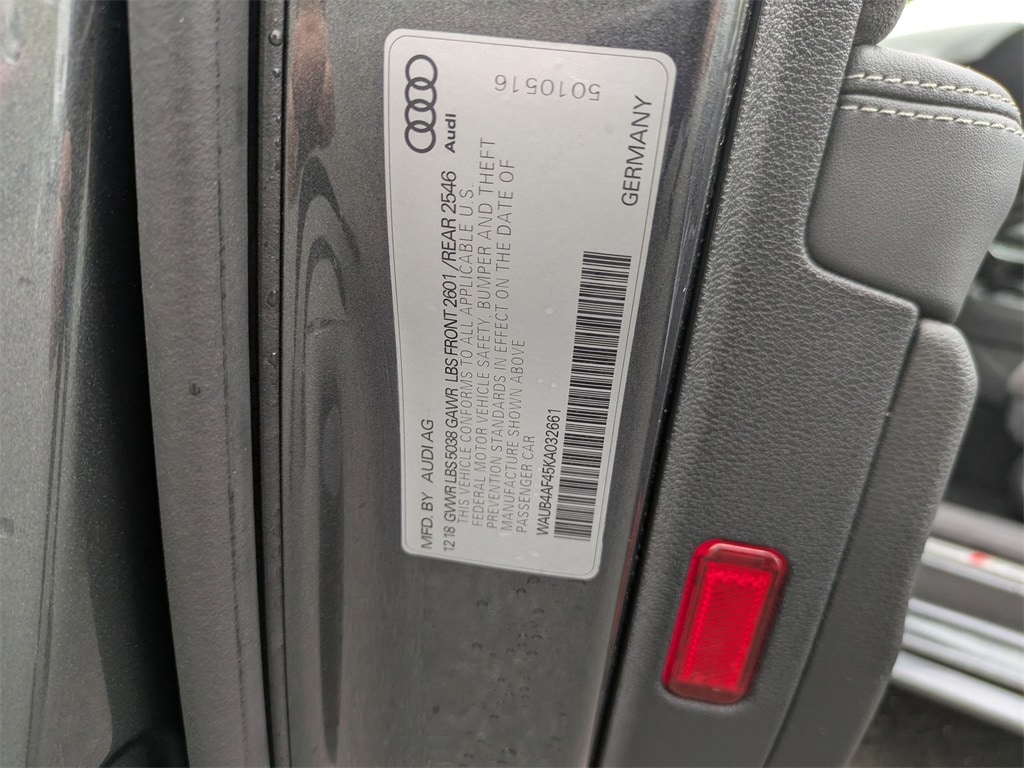 Audi
5010516
MFD. BY AUDI AG
12 18 GVWR LBS 5038 GAWR LBS FRONT 2601 / REAR 2546
THIS VEHICLE CONFORMS TO ALL APPLICABLE U.S.
FEDERAL MOTOR VEHICLE SAFETY, BUMPER AND THEFT
PREVENTION STANDARDS IN EFFECT ON THE DATE OF
MANUFACTURE SHOWN ABOVE
PASSENGER CAR
WAUB4AF45KA032661
GERMANY